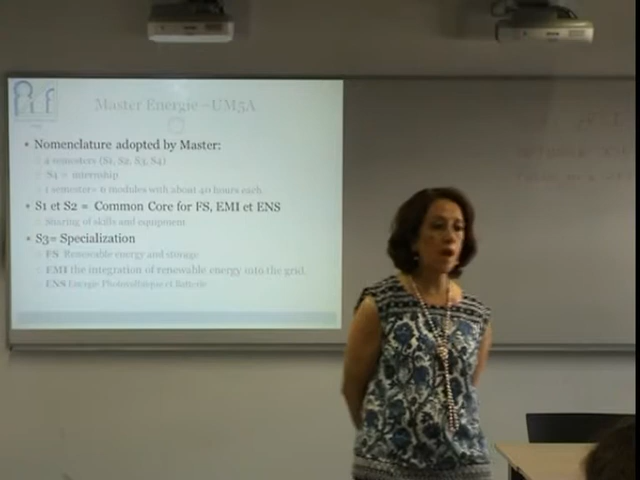 Master Energie – UM5A
Nomenclature adopted by Master:
4 semesters (S1, S2, S3, S4)
S4 = internship
1 semester= 6 modules with about 40 hours each
S1 et S2 = Common Core for FS, EMI et ENS
Sharing of skills and equipment
S3= Specialization
FS Renewable energy and storage
EMI the integration of renewable energy into the grid
ENS Energie Photovoltaique et Batterie